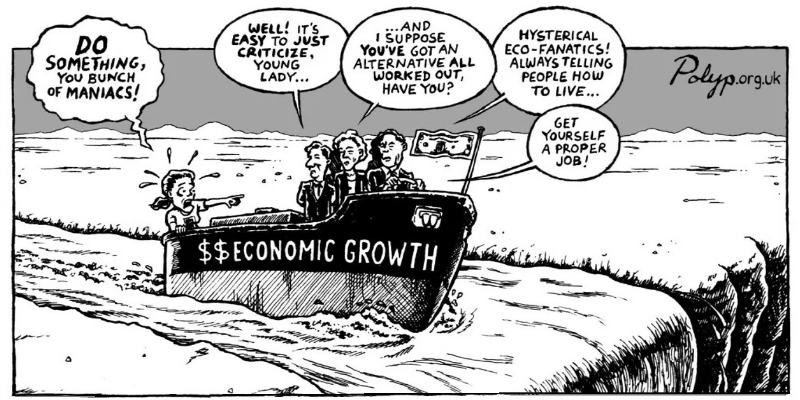 DO
SOMETHING,
YOU BUNCH
OF MANIACS!
WELL! IT'S
EASY TO JUST
CRITICIZE,
YOUNG
LADY...
...AND
I SUPPOSE
YOU'VE GOT AN
ALTERNATIVE ALL
WORKED OUT,
HAVE YOU?
HYSTERICAL
ECO-FANATICS!
ALWAYS TELLING
PEOPLE HOW
TO LIVE...
GET
YOURSELF
A PROPER
JOB!
Polyp.org.uk
$$ECONOMIC GROWTH